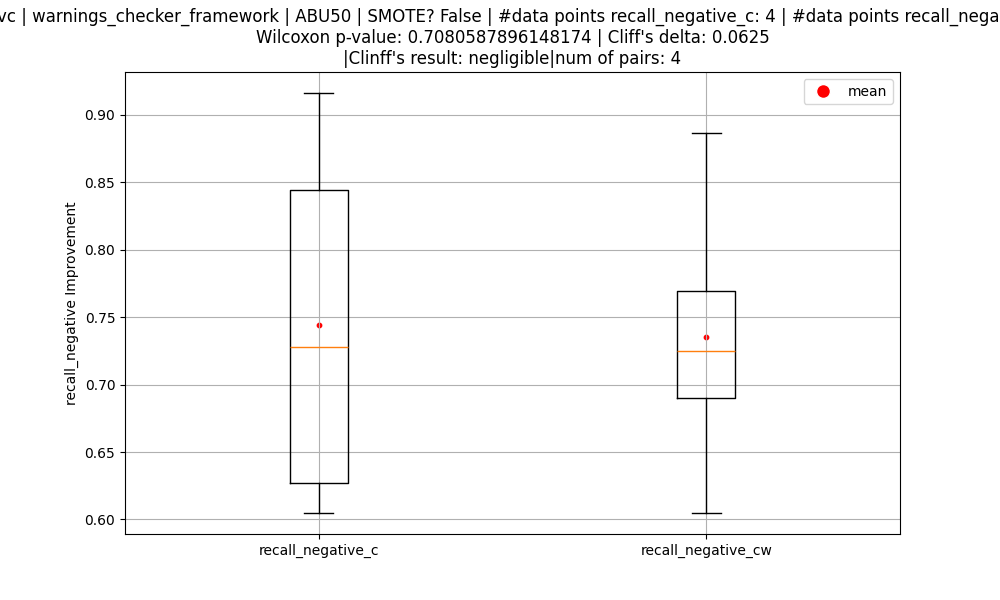 vc | warnings_checker_framework | ABU50 | SMOTE? False | #data points recall_negative_c: 4 | #data points recall_nega
Wilcoxon p-value: 0.7080587896148174 | Cliff's delta: 0.0625
|Clinff's result: negligible|num of pairs: 4
mean
0.90
0.85
0.80
0.75
0.70
0.65
0.60
recall_negative Improvement
recall_negative_c
recall_negative_cw